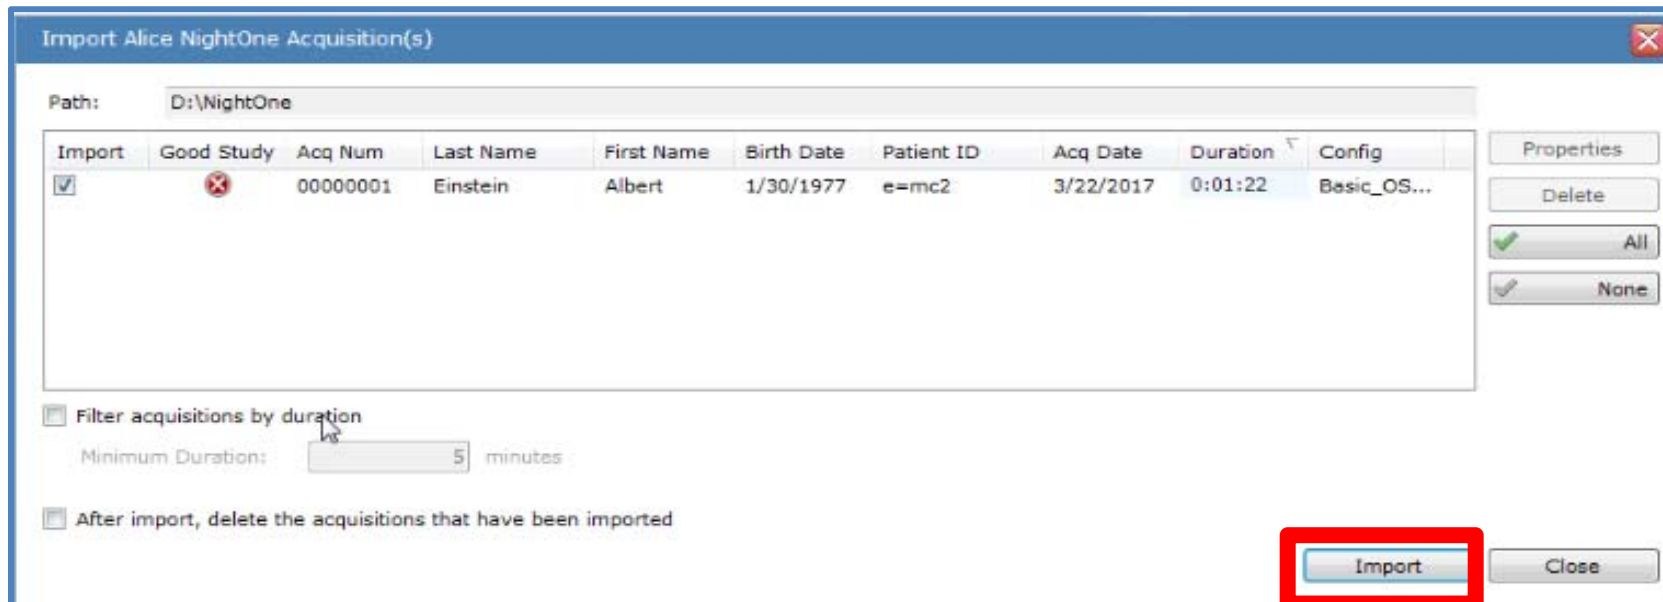 Import Alice NightOne Acquisition(s)
Path: D:\NightOne
Import Good Study Acq Num Last Name First Name Birth Date Patient ID Acq Date Duration Config
00000001 Einstein Albert 1/30/1977 e=mc2 3/22/2017 0:01:22 Basic_OS...
Properties
Delete
All
None
Filter acquisitions by duration
Minimum Duration: 5 minutes
After import, delete the acquisitions that have been imported
Import Close